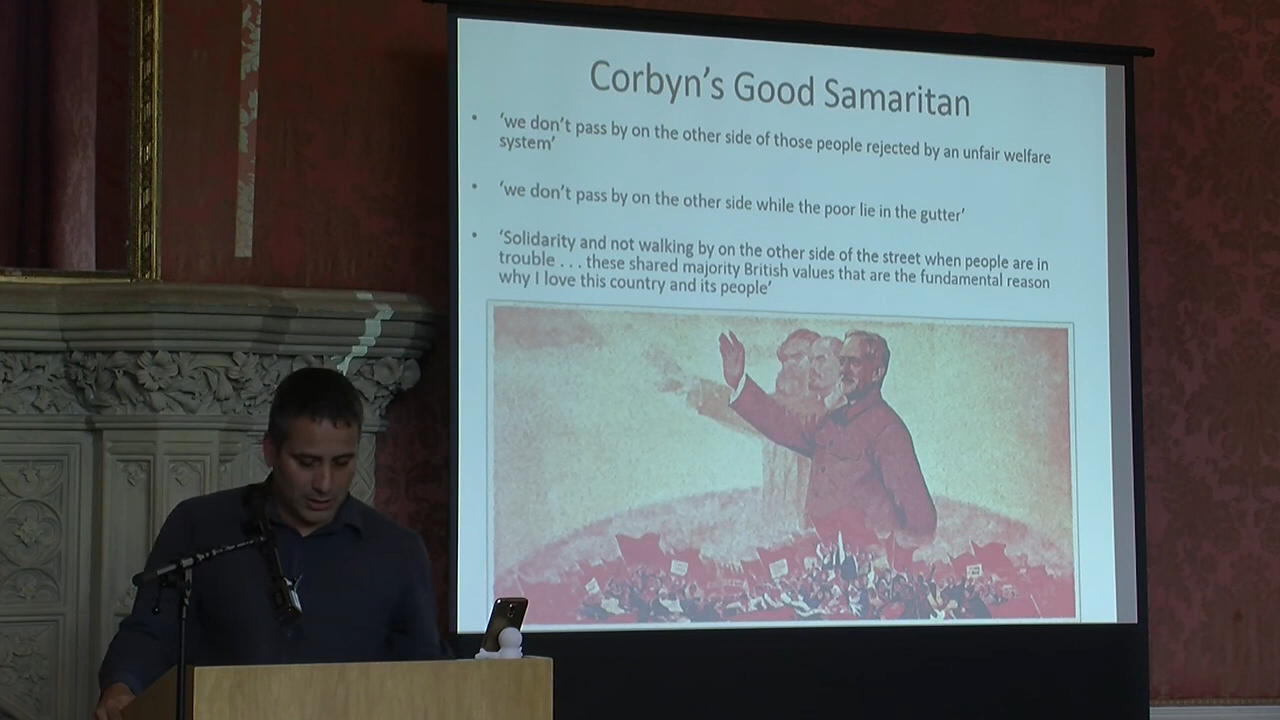 Corbyn's Good Samaritan
• 'we don't pass by on the other side of those people rejected by an unfair welfare
system'
• 'we don't pass by on the other side while the poor lie in the gutter'
• 'Solidarity and not walking by on the other side of the street when people are in
trouble . . . these shared majority British values that are the fundamental reason
why I love this country and its people'